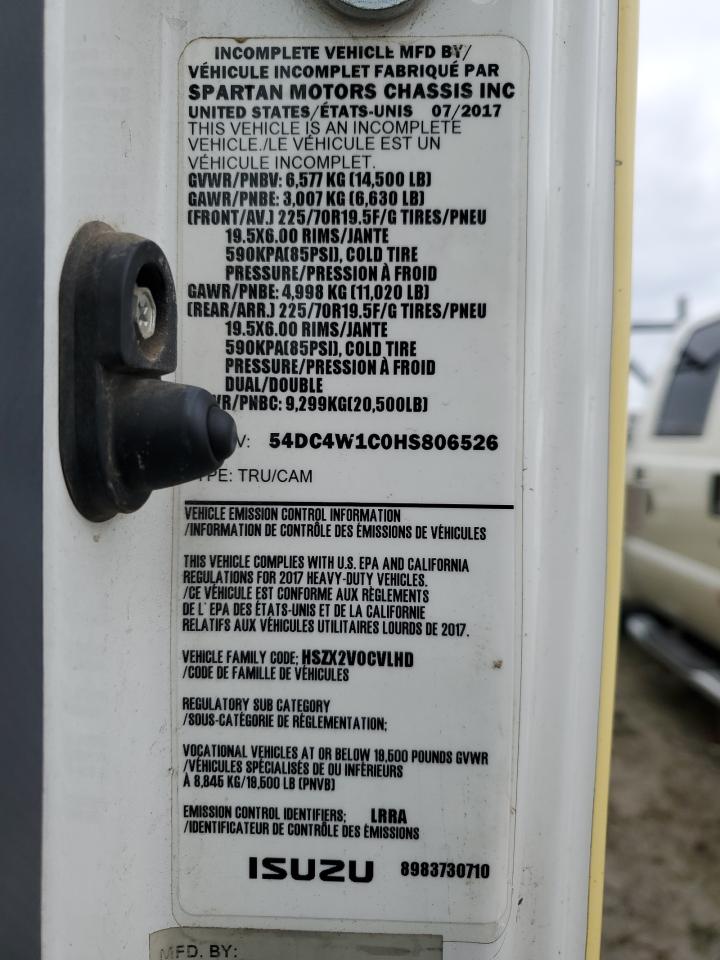 INCOMPLETE VEHICLE MFD BY/
VÉHICULE INCOMPLET FABRIQUÉ PAR
SPARTAN MOTORS CHASSIS INC
UNITED STATES/ÉTATS-UNIS 07/2017
THIS VEHICLE IS AN INCOMPLETE
VEHICLE./LE VÉHICULE EST UN
VÉHICULE INCOMPLET.
GVWR/PNBV: 6,577 KG (14,500 LB)
GAWR/PNBE: 3,007 KG (6,630 LB)
(FRONT/AV.) 225/70R19.5F/G TIRES/PNEU
19.5X6.00 RIMS/JANTE
590KPA(85PSI), COLD TIRE
PRESSURE/PRESSION À FROID
GAWR/PNBE: 4,998 KG (11,020 LB)
(REAR/ARR.) 225/70R19.5F/G TIRES/PNEU
19.5X6.00 RIMS/JANTE
590KPA(85PSI), COLD TIRE
PRESSURE/PRESSION À FROID
DUAL/DOUBLE
R/PNBC: 9,299KG(20,500LB)
V: 54DC4W1C0HS806526
PE: TRU/CAM
VEHICLE EMISSION CONTROL INFORMATION
/INFORMATION DE CONTRÔLE DES ÉMISSIONS DE VÉHICULES
THIS VEHICLE COMPLIES WITH U.S. EPA AND CALIFORNIA
REGULATIONS FOR 2017 HEAVY-DUTY VEHICLES.
/CE VÉHICULE EST CONFORME AUX RÈGLEMENTS
DE L' EPA DES ÉTATS-UNIS ET DE LA CALIFORNIE
RELATIFS AUX VÉHICULES UTILITAIRES LOURDS DE 2017.
VEHICLE FAMILY CODE; HSZX2VOCVLHD
/CODE DE FAMILLE DE VÉHICULES
REGULATORY SUB CATEGORY
/SOUS-CATÉGORIE DE RÉGLEMENTATION;
VOCATIONAL VEHICLES AT OR BELOW 18,500 POUNDS GVWR
/VÉHICULES SPÉCIALISÉS DE OU INFÉRIEURS
À 8,845 KG/18,500 LB (PNVB)
EMISSION CONTROL IDENTIFIERS; LRRA
/IDENTIFICATEUR DE CONTRÔLE DES ÉMISSIONS
ISUZU 8983730710
MFD. BY: